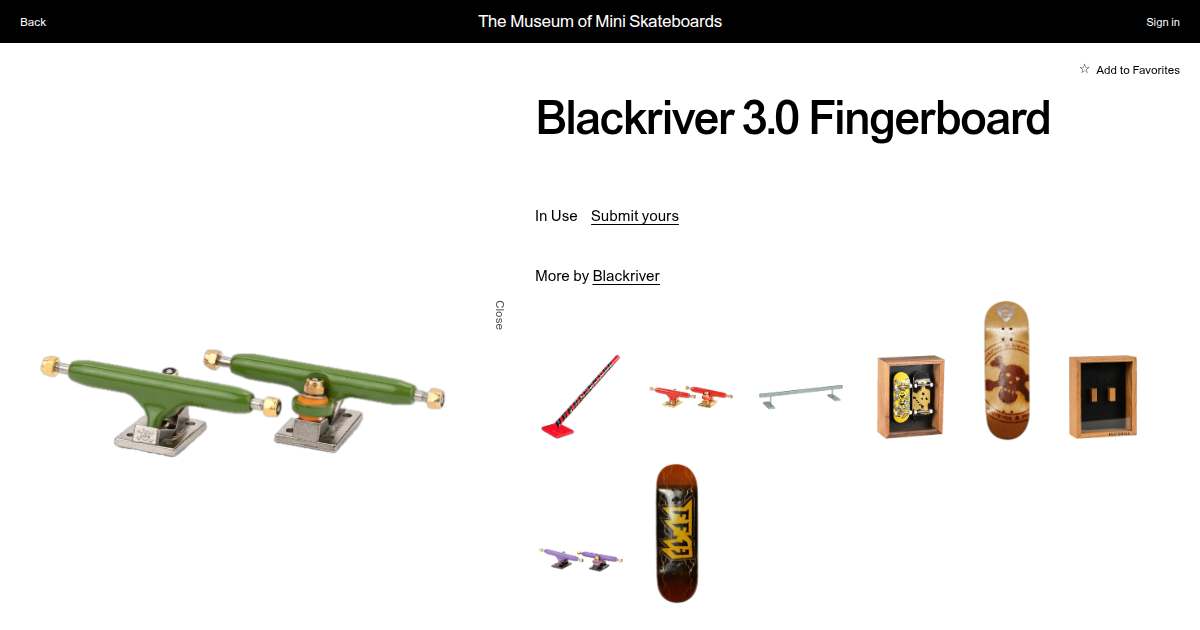 Back
The Museum of Mini Skateboards
Sign in
☆ Add to Favorites
Blackriver 3.0 Fingerboard
In Use Submit yours
More by Blackriver
Close